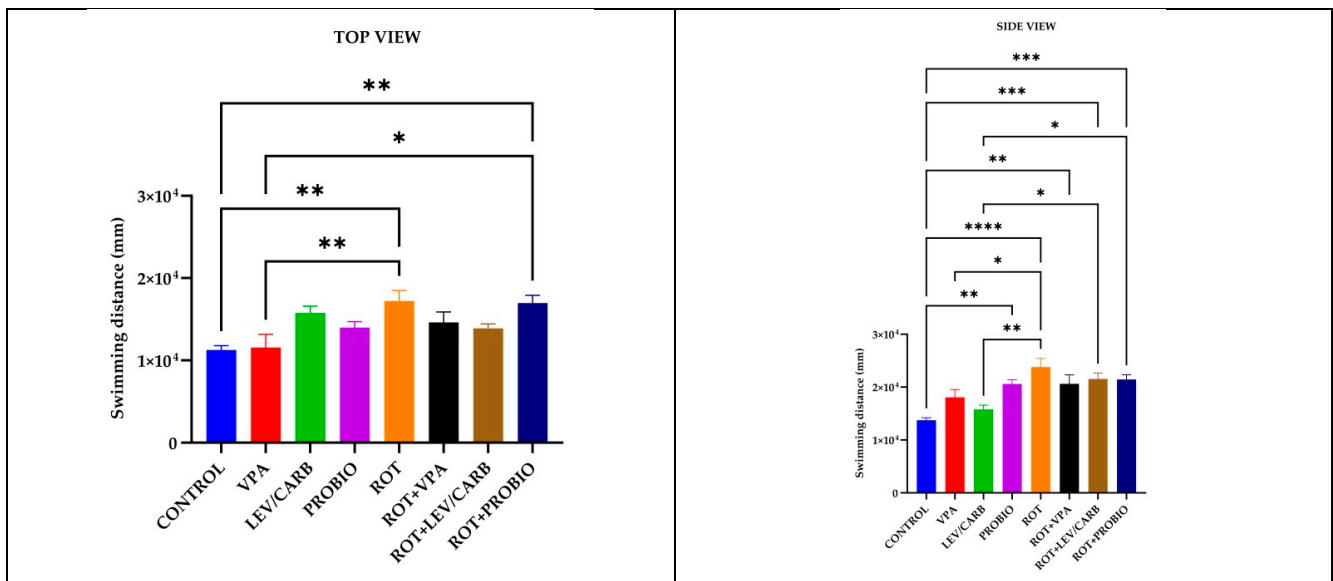 TOP VIEW
**
*
**
**
3×10⁴
2×10⁴
1×10⁴
0
Swimming distance (mm)
CONTROL
VPA
LEV/CARB
PROBIO
ROT
ROT+VPA
ROT+LEV/CARB
ROT+PROBIO
SIDE VIEW
***
***
*
**
*
****
*
**
**
3×10⁴
2×10⁴
1×10⁴
0
Swimming distance (mm)
CONTROL
VPA
LEV/CARB
PROBIO
ROT
ROT+VPA
ROT+LEV/CARB
ROT+PROBIO